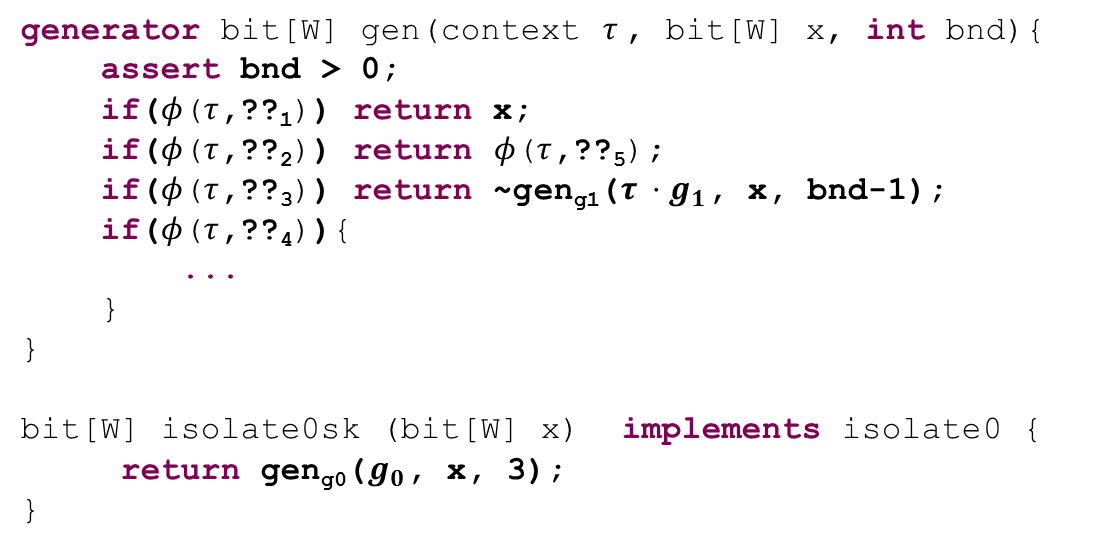 generator bit[W] gen(context τ, bit[W] x, int bnd){
assert bnd > 0;
if(ϕ(τ,??₁)) return x;
if(ϕ(τ,??₂)) return ϕ(τ,??₅);
if(ϕ(τ,??₃)) return ~gen_g1(τ · g₁, x, bnd-1);
if(ϕ(τ,??₄)){
...
}
}
bit[W] isolate0sk (bit[W] x) implements isolate0 {
return gen_g0(g₀, x, 3);
}